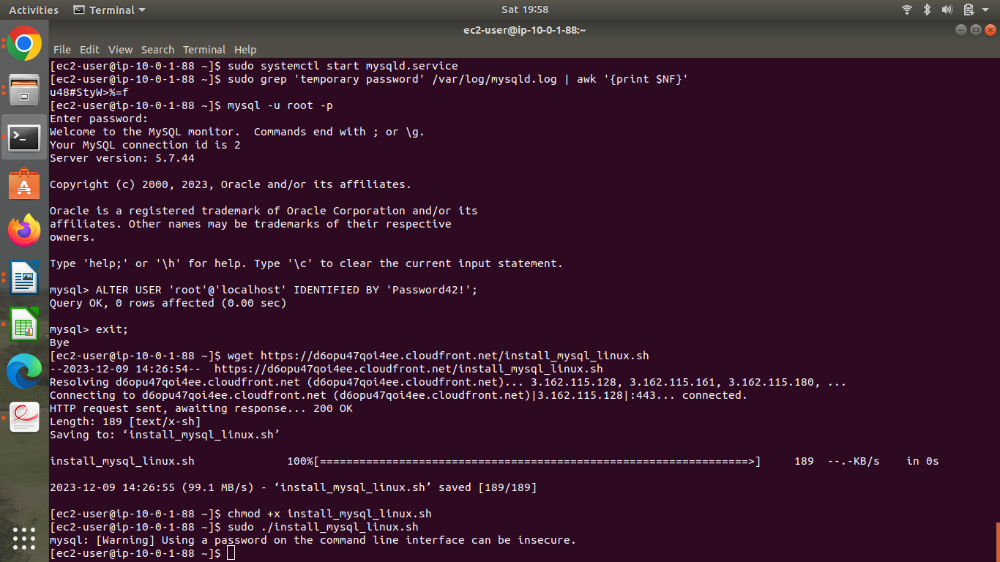 Activities Terminal Sat 19:58
ec2-user@ip-10-0-1-88:~
File Edit View Search Terminal Help
[ec2-user@ip-10-0-1-88 ~]$ sudo systemctl start mysqld.service
[ec2-user@ip-10-0-1-88 ~]$ sudo grep 'temporary password' /var/log/mysqld.log | awk '{print $NF}'
u48#StyW>%=f
[ec2-user@ip-10-0-1-88 ~]$ mysql -u root -p
Enter password:
Welcome to the MySQL monitor.  Commands end with ; or \g.
Your MySQL connection id is 2
Server version: 5.7.44
Copyright (c) 2000, 2023, Oracle and/or its affiliates.
Oracle is a registered trademark of Oracle Corporation and/or its
affiliates. Other names may be trademarks of their respective
owners.
Type 'help;' or '\h' for help. Type '\c' to clear the current input statement.
mysql> ALTER USER 'root'@'localhost' IDENTIFIED BY 'Password42!';
Query OK, 0 rows affected (0.00 sec)
mysql> exit;
Bye
[ec2-user@ip-10-0-1-88 ~]$ wget https://d6opu47qoi4ee.cloudfront.net/install_mysql_linux.sh
--2023-12-09 14:26:54--  https://d6opu47qoi4ee.cloudfront.net/install_mysql_linux.sh
Resolving d6opu47qoi4ee.cloudfront.net (d6opu47qoi4ee.cloudfront.net)... 3.162.115.128, 3.162.115.161, 3.162.115.180, ...
Connecting to d6opu47qoi4ee.cloudfront.net (d6opu47qoi4ee.cloudfront.net)|3.162.115.128|:443... connected.
HTTP request sent, awaiting response... 200 OK
Length: 189 [text/x-sh]
Saving to: ‘install_mysql_linux.sh’
install_mysql_linux.sh 100%[=================================================================>] 189 --.-KB/s in 0s
2023-12-09 14:26:55 (99.1 MB/s) - ‘install_mysql_linux.sh’ saved [189/189]
[ec2-user@ip-10-0-1-88 ~]$ chmod +x install_mysql_linux.sh
[ec2-user@ip-10-0-1-88 ~]$ sudo ./install_mysql_linux.sh
mysql: [Warning] Using a password on the command line interface can be insecure.
[ec2-user@ip-10-0-1-88 ~]$